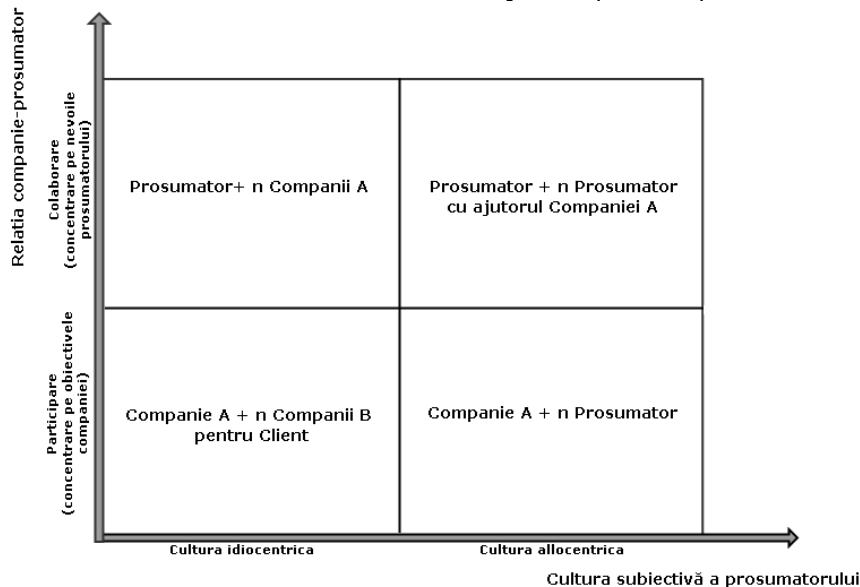 Relatia companie-prosumator
Colaborare
(concentrare pe nevoile
prosumatorului)
Prosumator+ n Companii A
Prosumator + n Prosumator
cu ajutorul Companiei A
Participare
(concentrare pe obiectivele
companiei)
Companie A + n Companii B
pentru Client
Companie A + n Prosumator
Cultura idiocentrica
Cultura allocentrica
Cultura subiectivă a prosumatorului